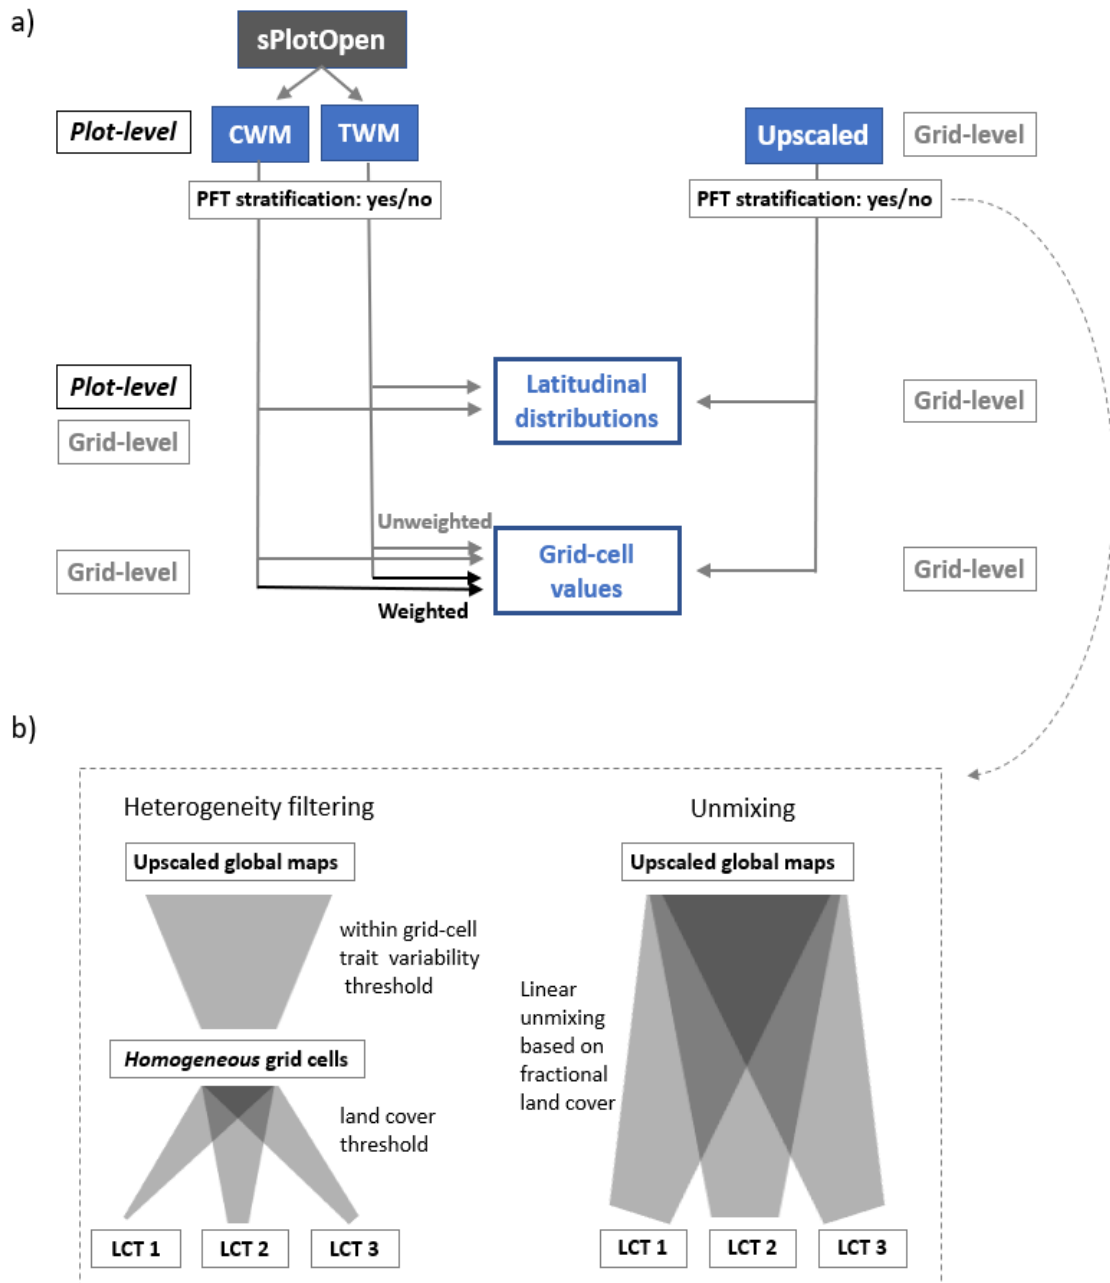 a)
sPlotOpen
Plot-level
CWM
TWM
Upscaled
Grid-level
PFT stratification: yes/no
PFT stratification: yes/no
Plot-level
Latitudinal
distributions
Grid-level
Grid-level
Unweighted
Grid-level
Grid-cell
values
Grid-level
Weighted
b)
Heterogeneity filtering
Upscaled global maps
within grid-cell
trait variability
threshold
Homogeneous grid cells
land cover
threshold
LCT 1
LCT 2
LCT 3
Unmixing
Upscaled global maps
Linear
unmixing
based on
fractional
land cover
LCT 1
LCT 2
LCT 3